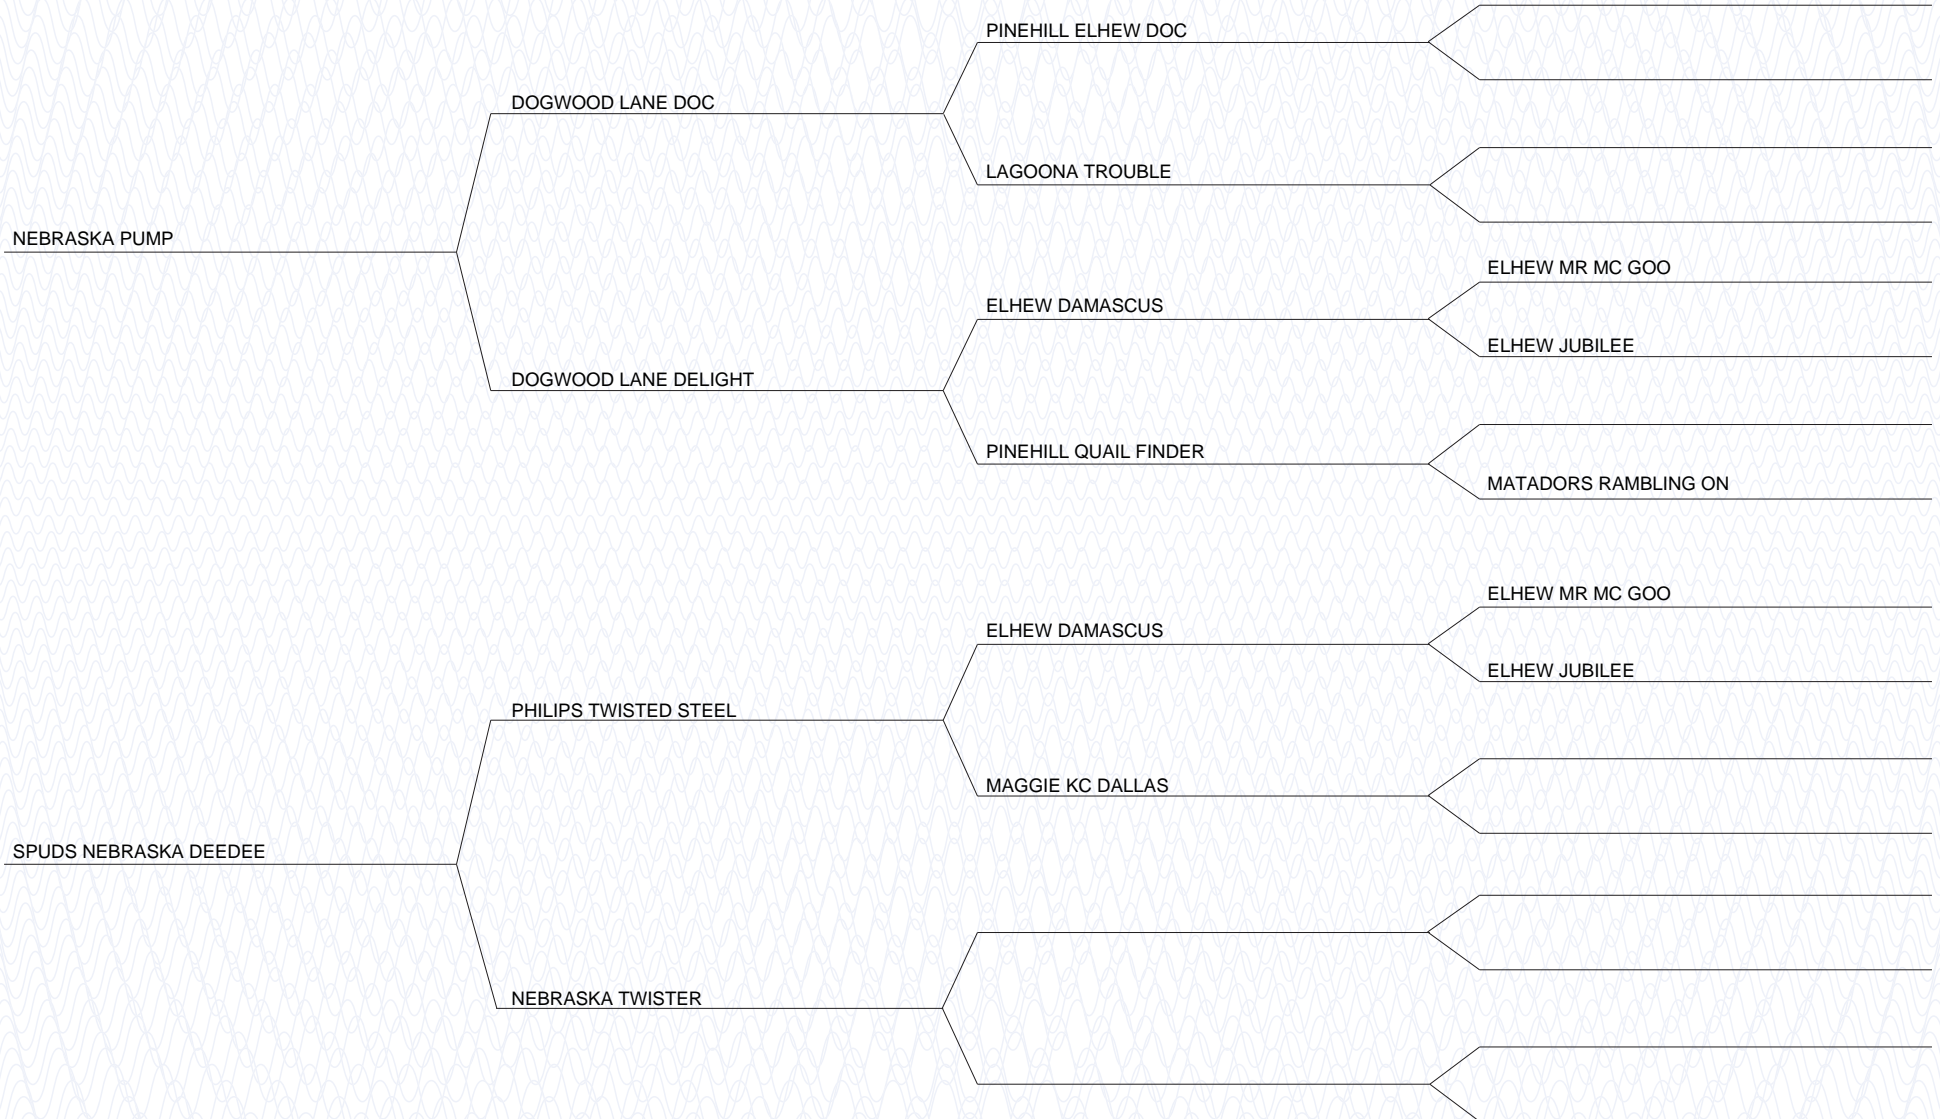 PINEHILL ELHEW DOC
DOGWOOD LANE DOC
LAGOONA TROUBLE
NEBRASKA PUMP
ELHEW MR MC GOO
ELHEW DAMASCUS
ELHEW JUBILEE
DOGWOOD LANE DELIGHT
PINEHILL QUAIL FINDER
MATADORS RAMBLING ON
ELHEW MR MC GOO
ELHEW DAMASCUS
ELHEW JUBILEE
PHILIPS TWISTED STEEL
MAGGIE KC DALLAS
SPUDS NEBRASKA DEEDEE
NEBRASKA TWISTER